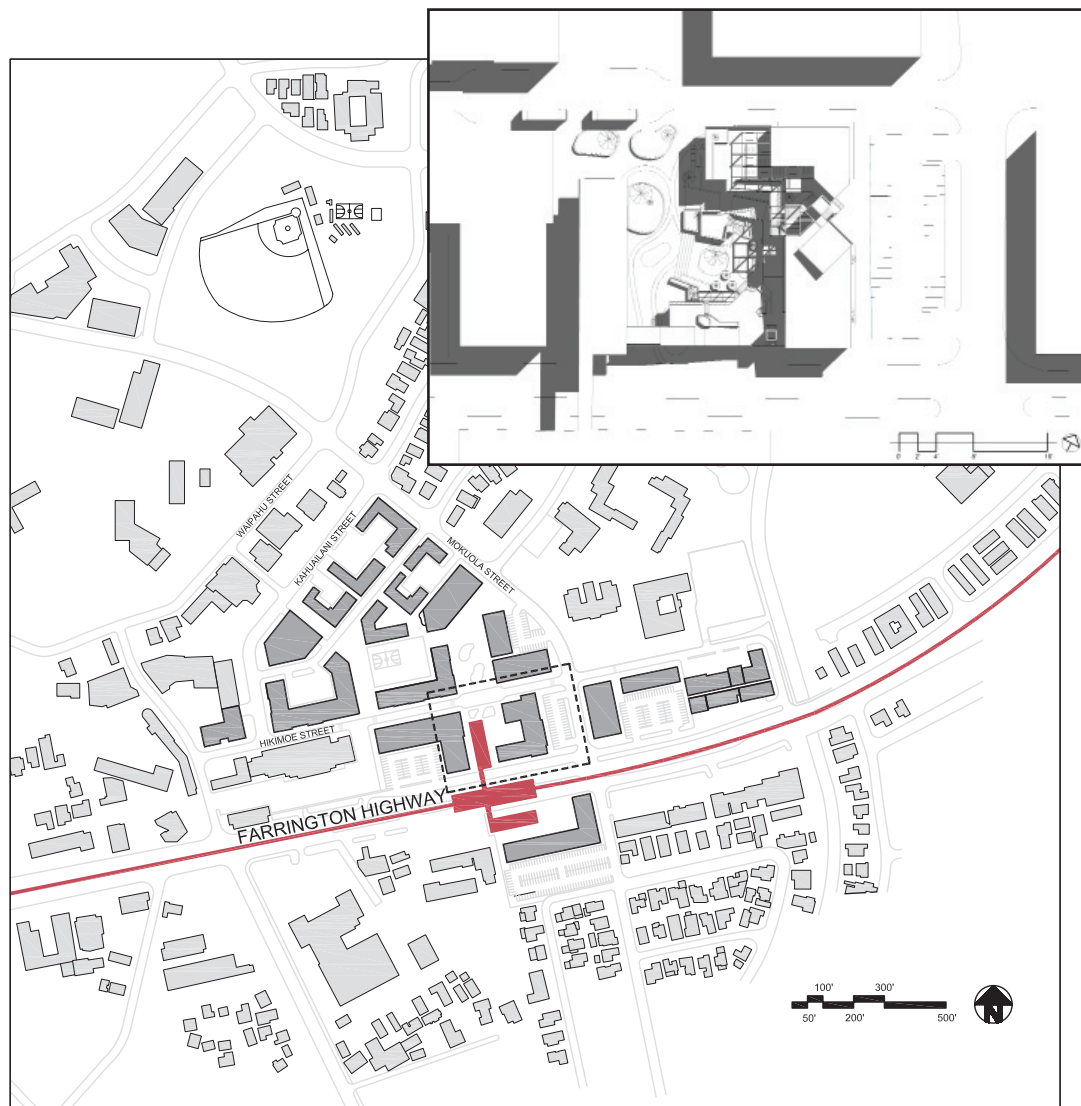 0'
2'
4'
8'
16'
WAIPAHU STREET
KAHUAILANI STREET
MOKUOLA STREET
HIKIMOE STREET
FARRINGTON HIGHWAY
100'
300'
50'
200'
500'
N